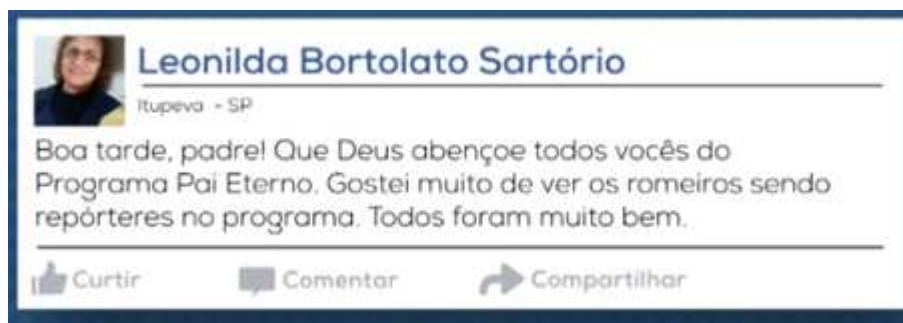 Leonilda Bortolato Sartório
Itupeva - SP
Boa tarde, padre! Que Deus abençoe todos vocês do
Programa Pai Eterno. Gostei muito de ver os romeiros sendo
repórteres no programa. Todos foram muito bem.
Curtir Comentar Compartilhar